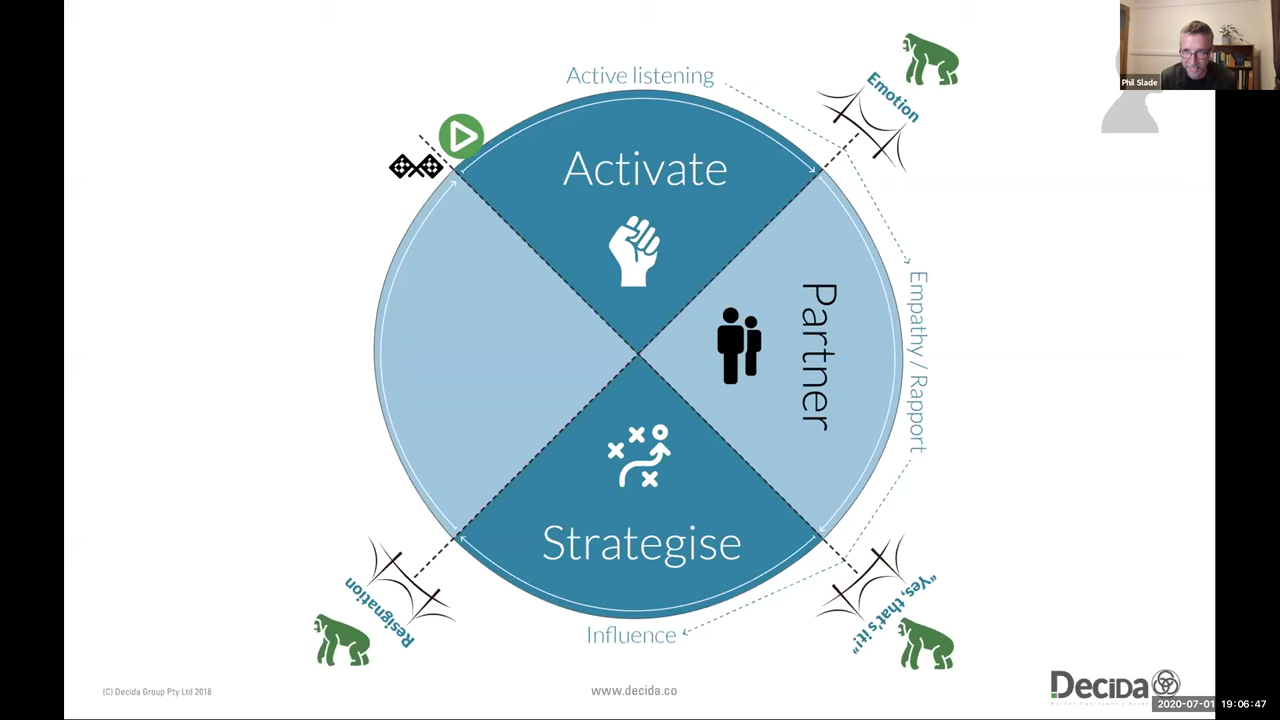 Phil Slade
Active listening
Emotion
Activate
Partner
Empathy / Rapport
Strategise
Resignation
"Yes, that's it!"
Influence
(C) Decida Group Pty Ltd 2018
www.decida.co
Decida
2020-07-01 19:06:47